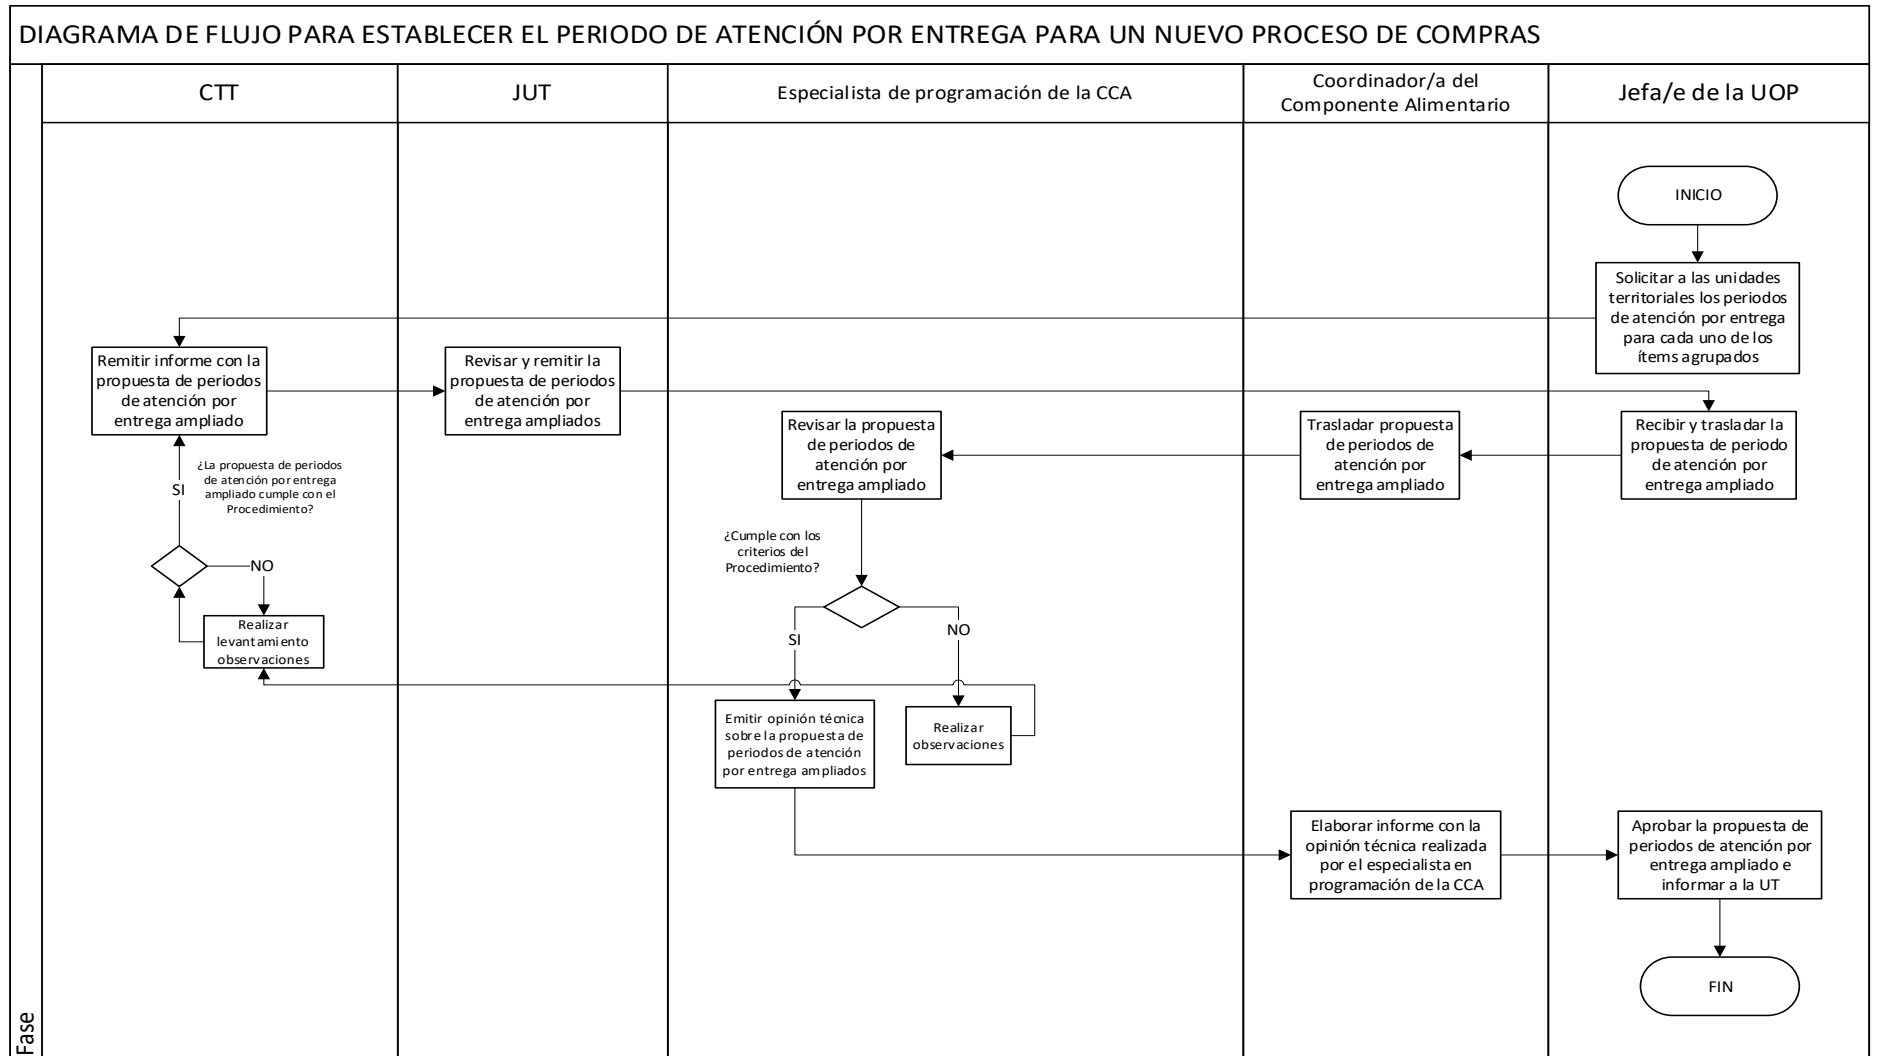 DIAGRAMA DE FLUJO PARA ESTABLECER EL PERIODO DE ATENCIÓN POR ENTREGA PARA UN NUEVO PROCESO DE COMPRAS
CTT
JUT
Especialista de programación de la CCA
Coordinador/a del
Componente Alimentario
Jefa/e de la UOP
INICIO
Solicitar a las unidades
territoriales los periodos
de atención por entrega
para cada uno de los
ítems agrupados
Remitir informe con la
propuesta de periodos
de atención por
entrega ampliado
Revisar y remitir la
propuesta de periodos
de atención por
entrega ampliados
Revisar la propuesta
de periodos de
atención por
entrega ampliado
Trasladar propuesta
de periodos de
atención por
entrega ampliado
Recibir y trasladar la
propuesta de periodo
de atención por
entrega ampliado
¿La propuesta de periodos
de atención por entrega
ampliado cumple con el
Procedimiento?
SI
NO
Realizar
levantamiento
observaciones
¿Cumple con los
criterios del
Procedimiento?
SI
NO
Emitir opinión técnica
sobre la propuesta de
periodos de atención
por entrega ampliados
Realizar
observaciones
Elaborar informe con la
opinión técnica realizada
por el especialista en
programación de la CCA
Aprobar la propuesta de
periodos de atención por
entrega ampliado e
informar a la UT
FIN
Fase